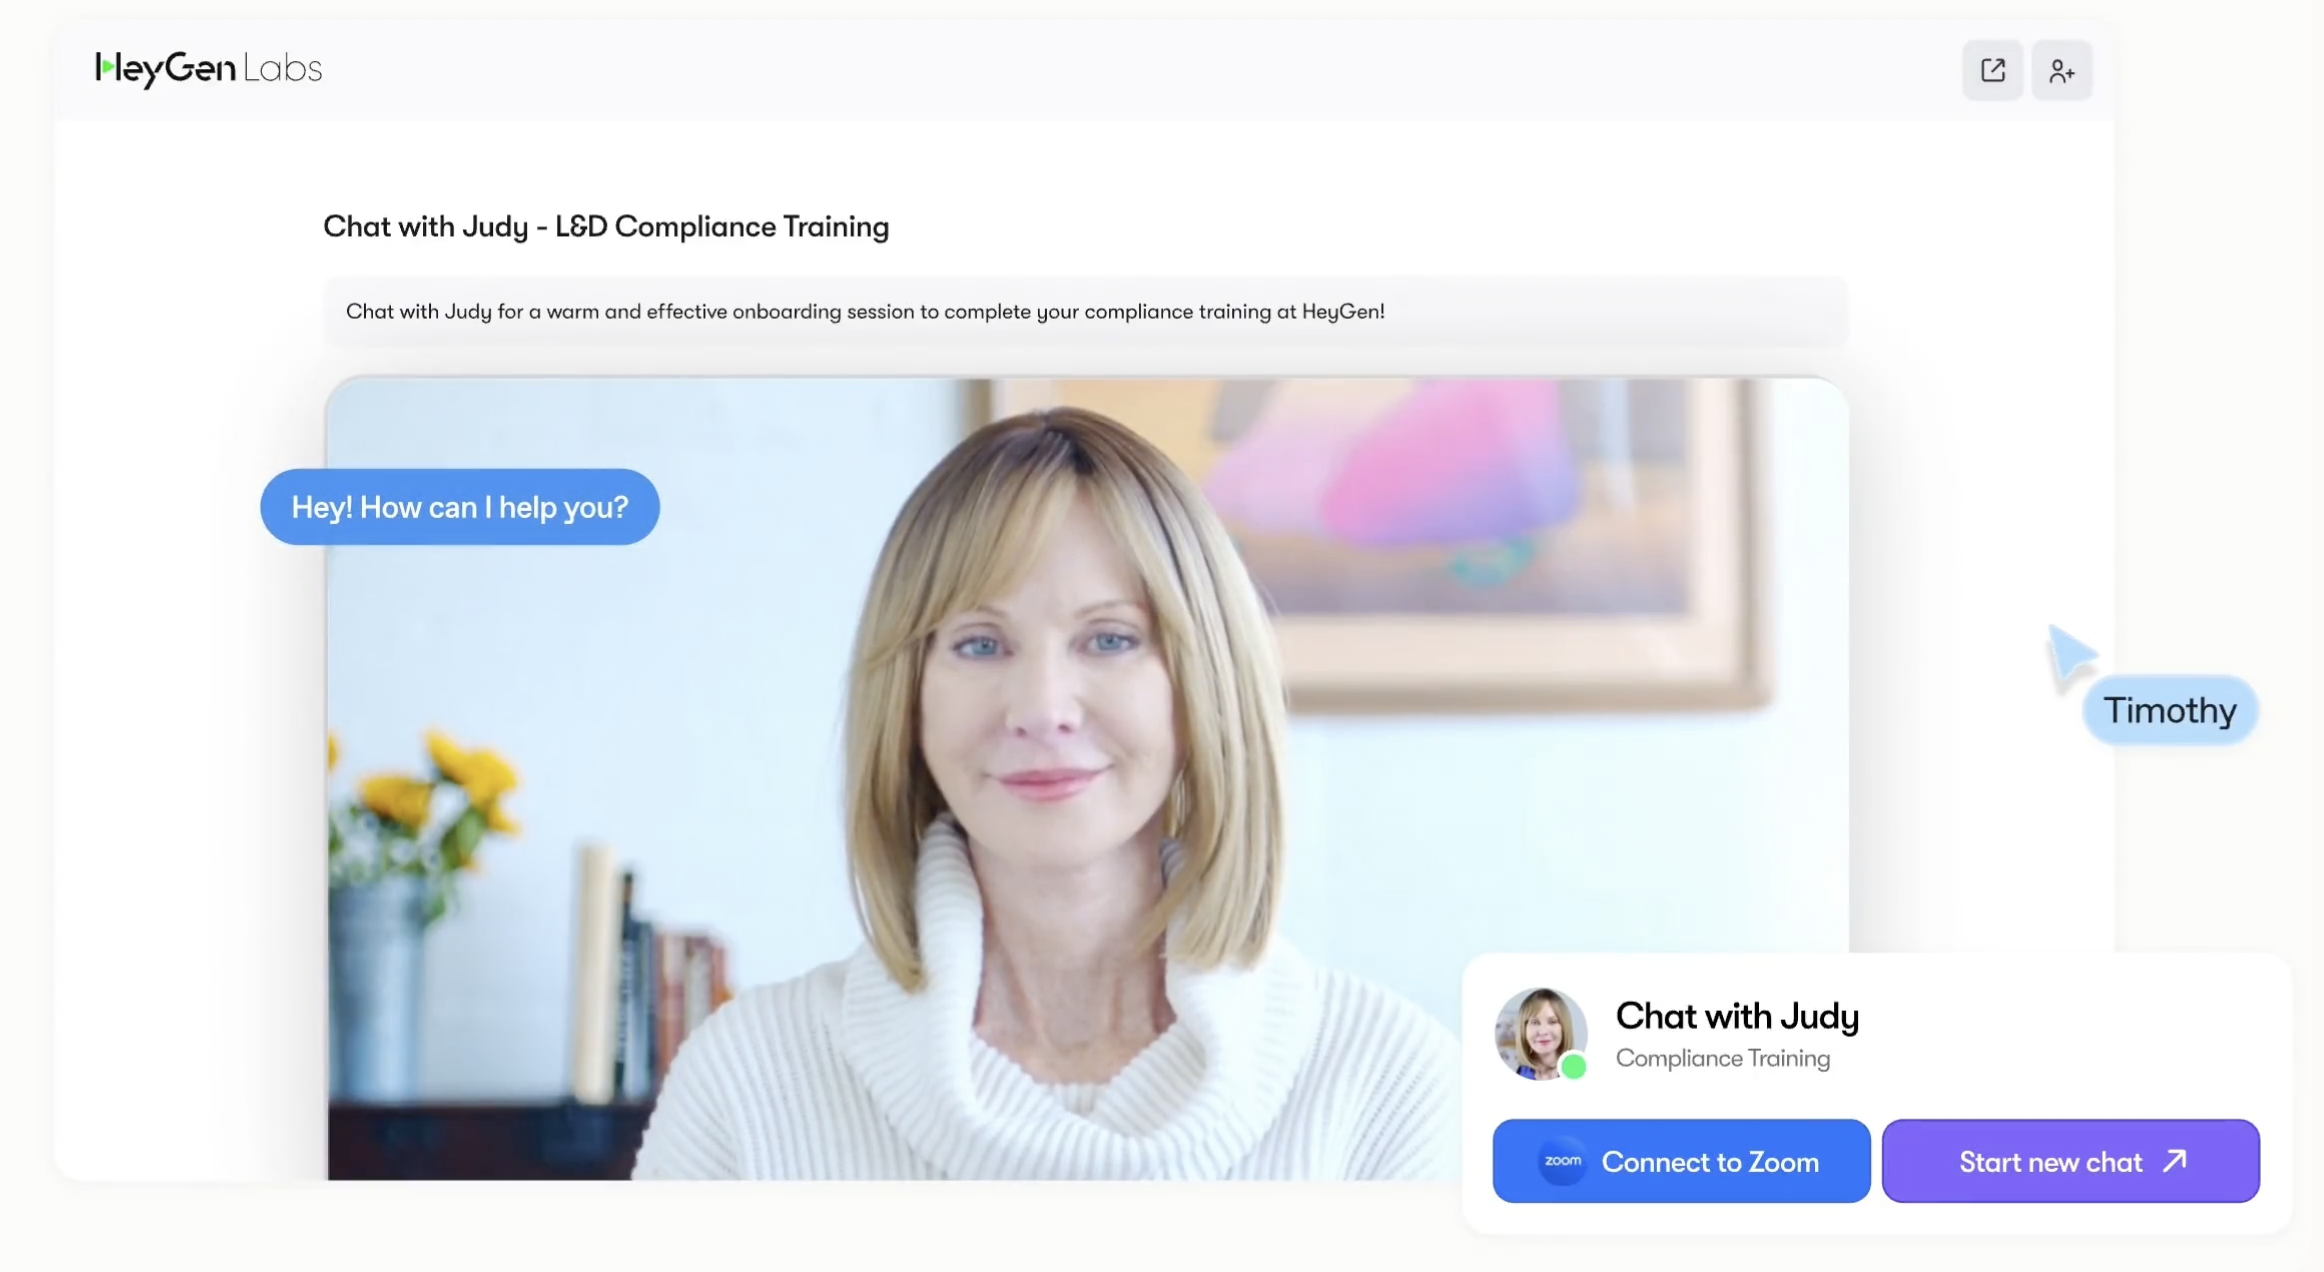 HeyGen Labs
Chat with Judy - L&D Compliance Training
Chat with Judy for a warm and effective onboarding session to complete your compliance training at HeyGen!
Hey! How can I help you?
Timothy
Chat with Judy
Compliance Training
zoom Connect to Zoom
Start new chat